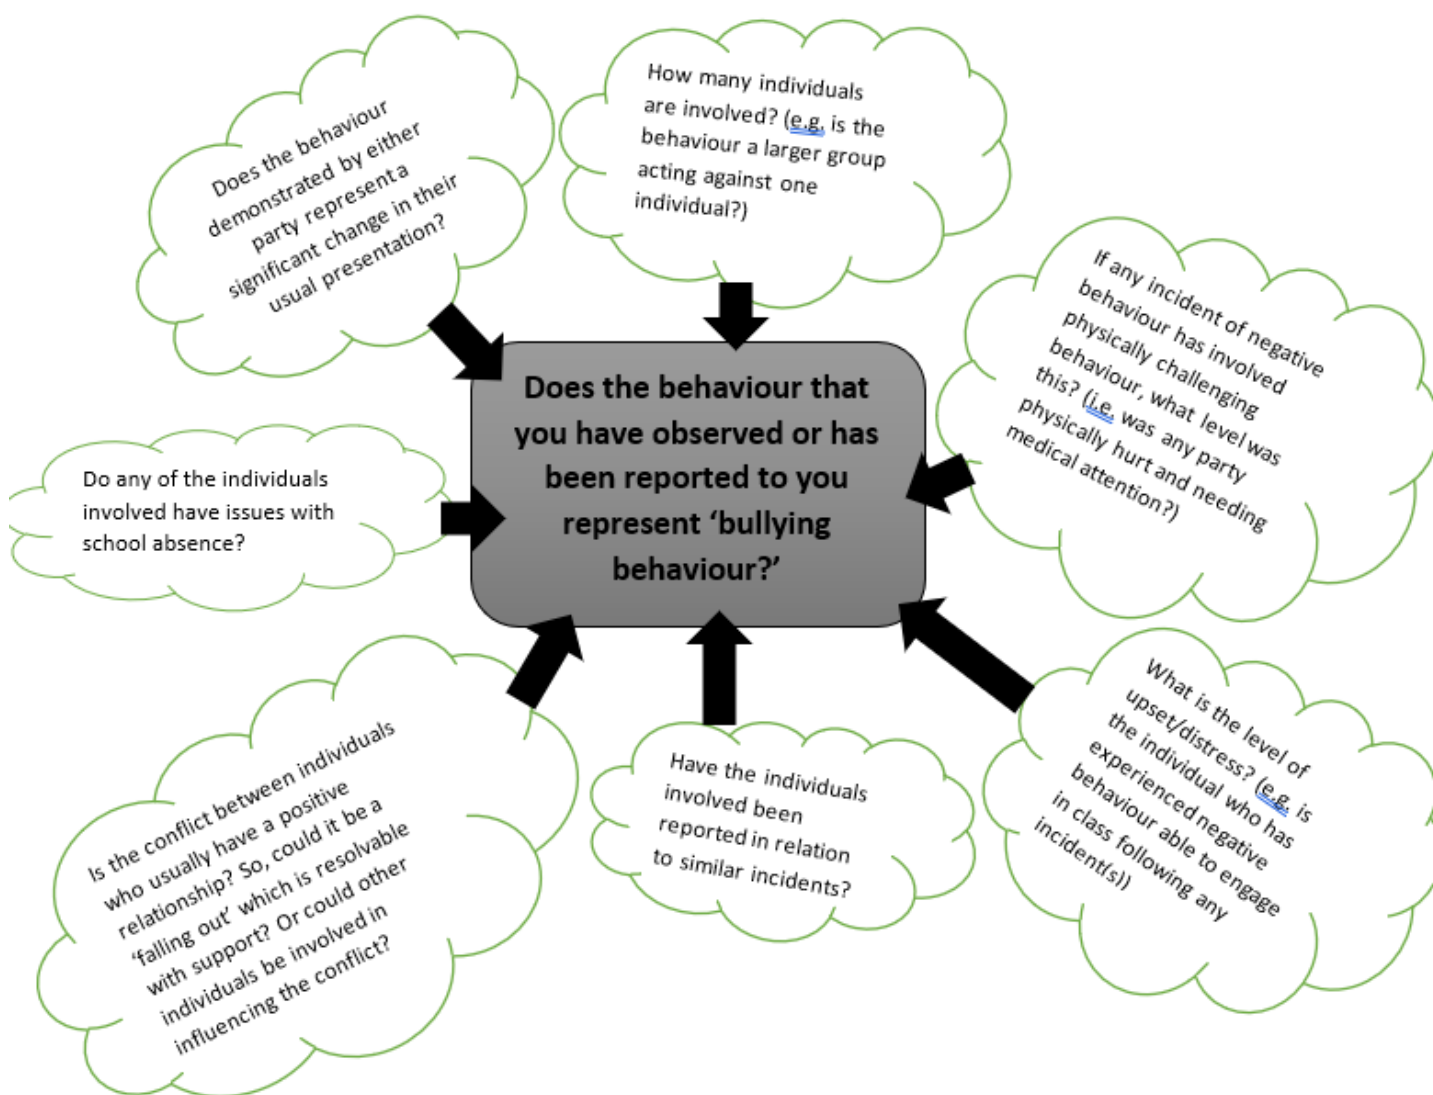 Does the behaviour
demonstrated by either
party represent a
significant change in their
usual presentation?
How many individuals
are involved? (e.g. is the
behaviour a larger group
acting against one
individual?)
If any incident of negative
behaviour has involved
physically challenging
behaviour, what level was
this? (i.e. was any party
physically hurt and needing
medical attention?)
Does the behaviour that
you have observed or has
been reported to you
represent ‘bullying
behaviour?’
Do any of the individuals
involved have issues with
school absence?
Is the conflict between individuals
who usually have a positive
relationship? So, could it be a
‘falling out’ which is resolvable
with support? Or could other
individuals be involved in
influencing the conflict?
Have the individuals
involved been
reported in relation
to similar incidents?
What is the level of
upset/distress? (e.g. is
the individual who has
experienced negative
behaviour able to engage
in class following any
incident(s))